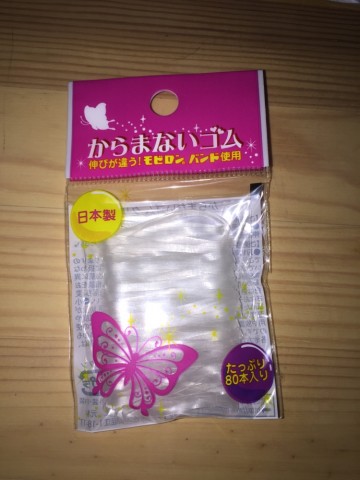 からまないゴム
伸びが違う!モビロンバンド使用
日本製
たっぷり
80本入り